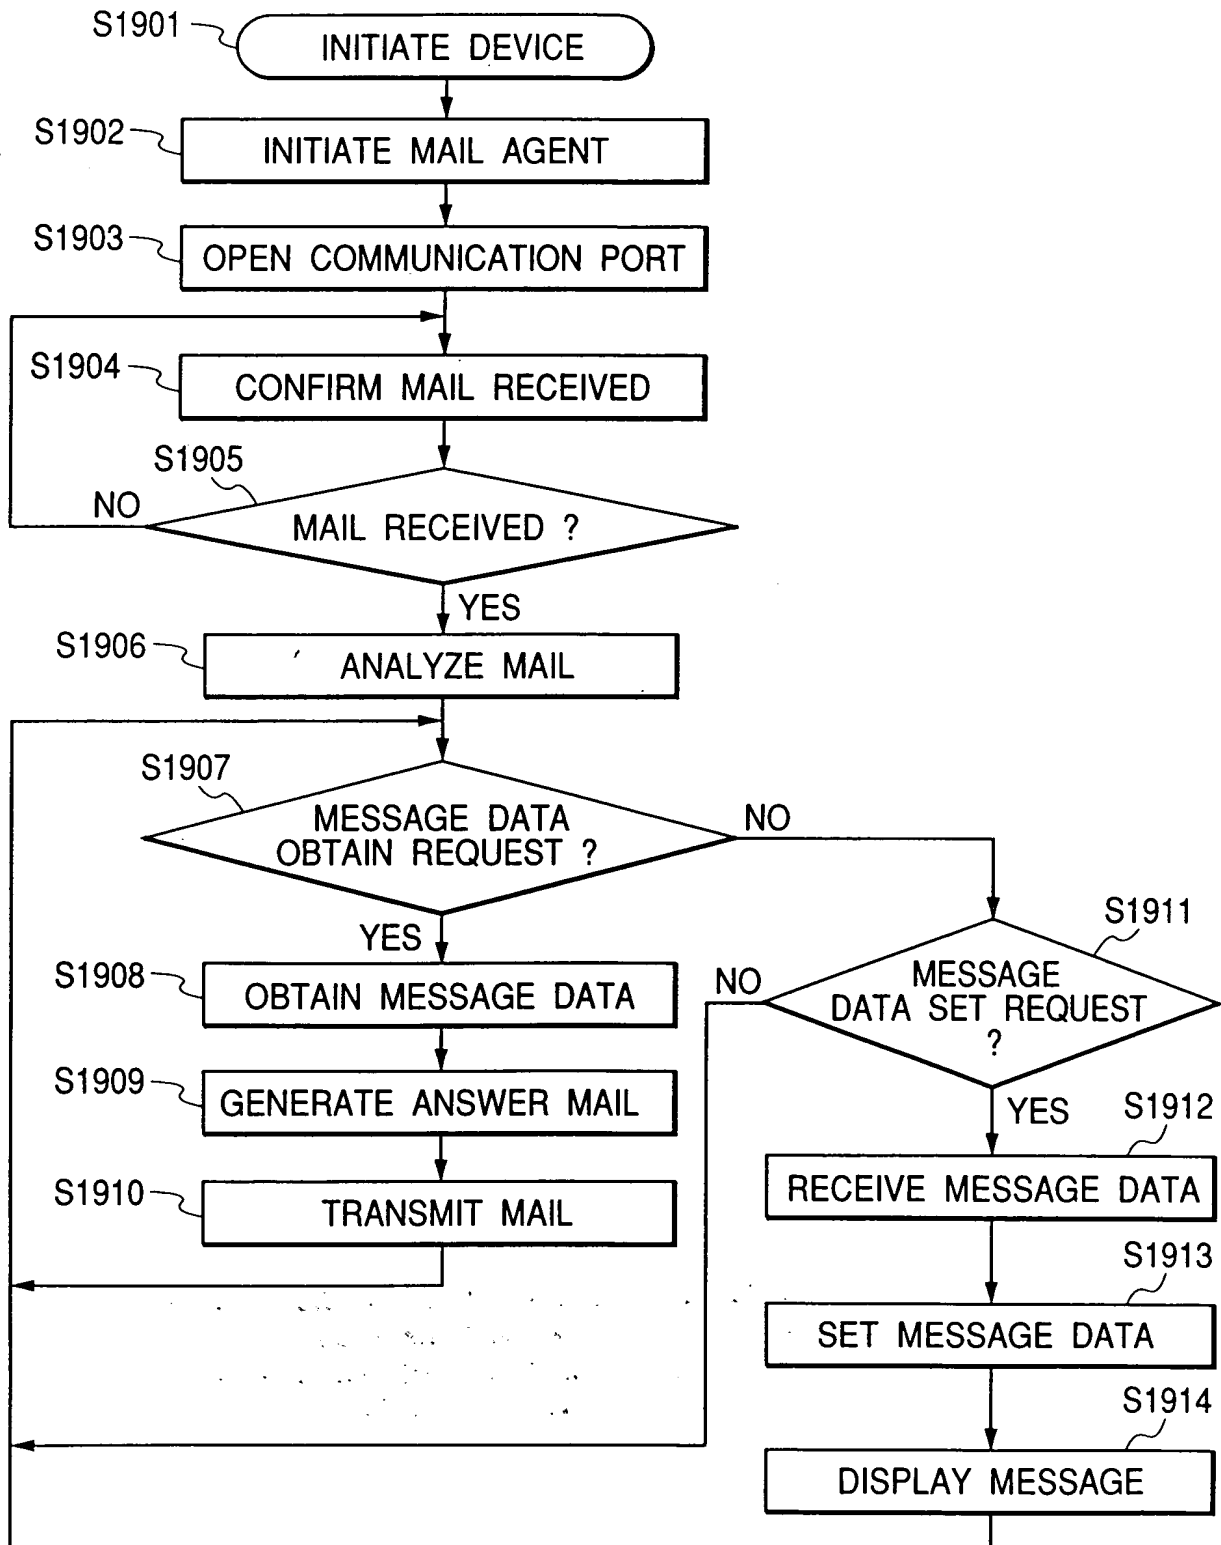 S1901
INITIATE DEVICE
S1902
INITIATE MAIL AGENT
S1903
OPEN COMMUNICATION PORT
S1904
CONFIRM MAIL RECEIVED
S1905
NO
MAIL RECEIVED ?
YES
S1906
ANALYZE MAIL
S1907
MESSAGE DATA
OBTAIN REQUEST ?
NO
YES
S1908
OBTAIN MESSAGE DATA
S1909
GENERATE ANSWER MAIL
S1910
TRANSMIT MAIL
S1911
NO
MESSAGE
DATA SET REQUEST
?
YES
S1912
RECEIVE MESSAGE DATA
S1913
SET MESSAGE DATA
S1914
DISPLAY MESSAGE